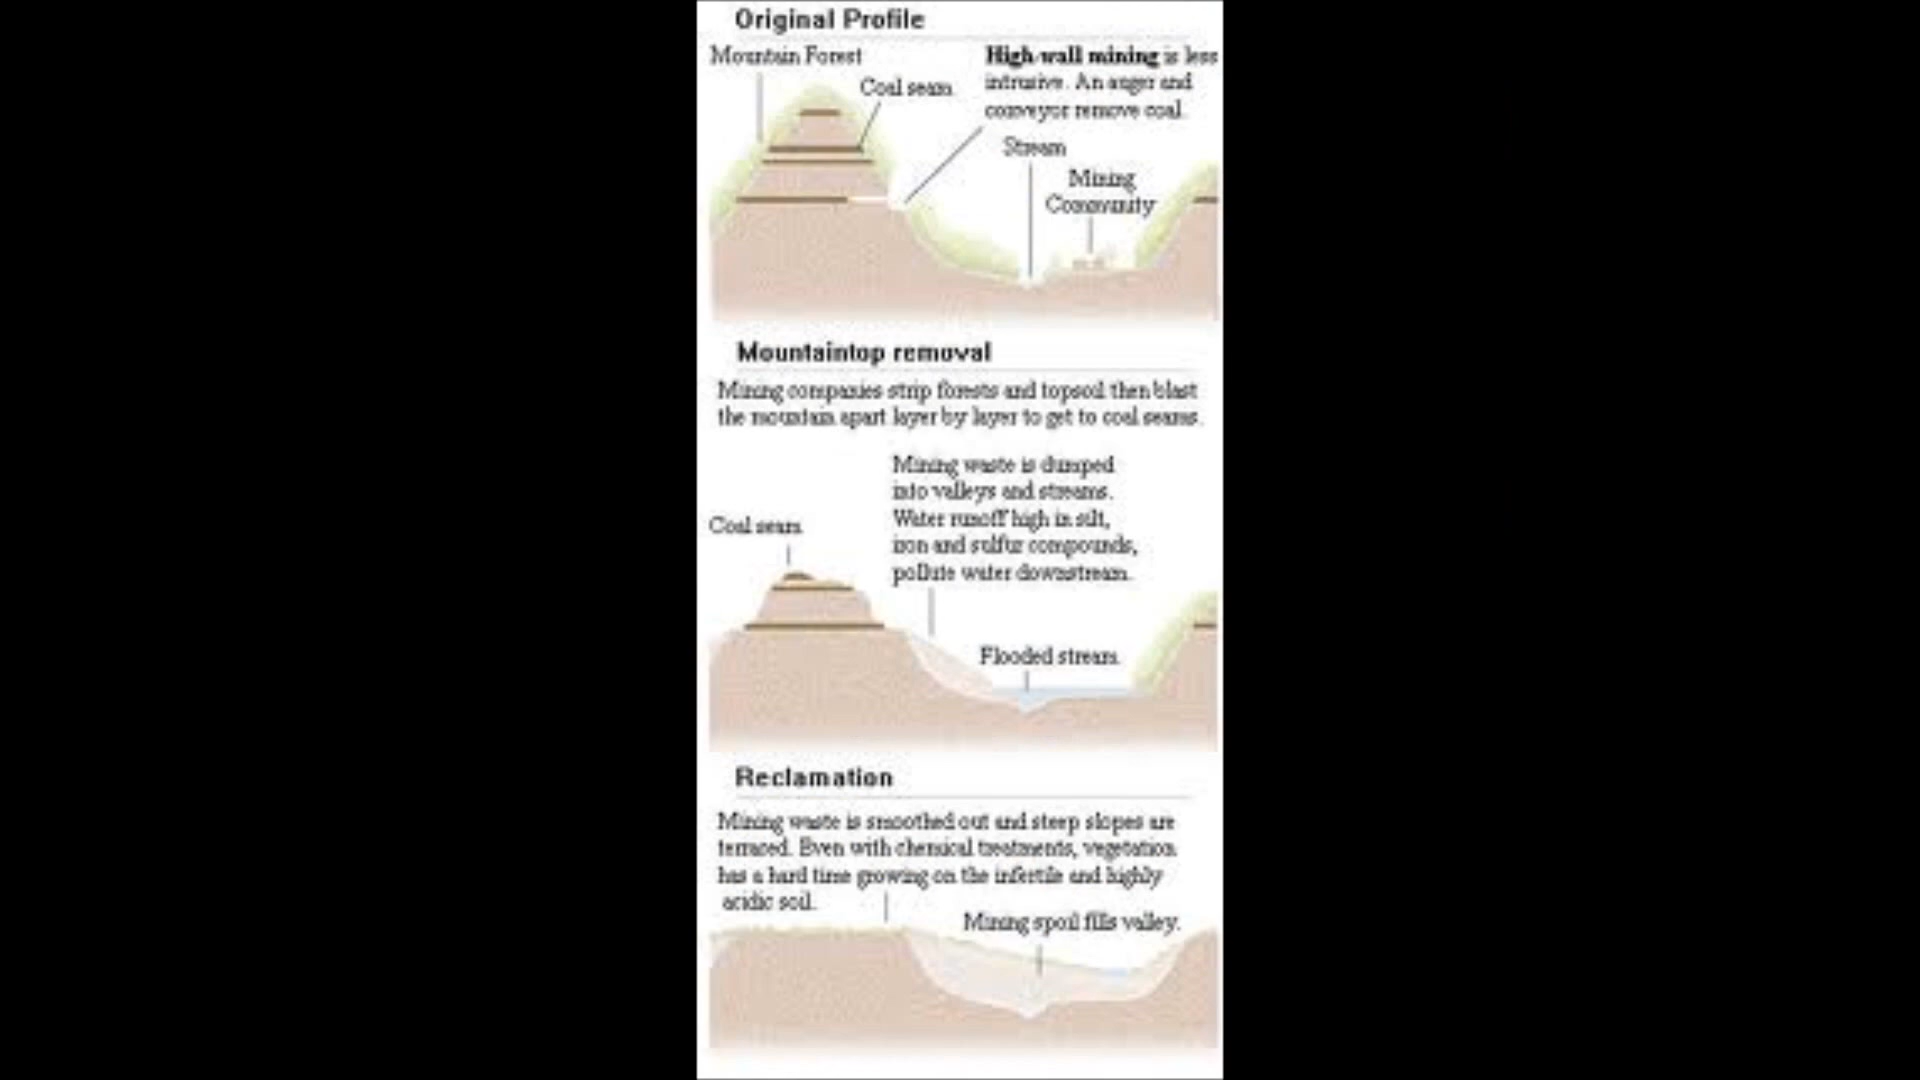 Original Profile
Mountain Forest
High-wall mining is less
intrusive. An auger and
conveyor remove coal.
Coal seam
Stream
Mining
Community
Mountaintop removal
Mining companies strip forests and topsoil then blast
the mountain apart layer by layer to get to coal seams.
Mining waste is dumped
into valleys and streams.
Water runoff high in silt,
iron and sulfur compounds,
pollute water downstream.
Coal seam
Flooded stream
Reclamation
Mining waste is smoothed out and steep slopes are
terraced. Even with chemical treatments, vegetation
has a hard time growing on the infertile and highly
acidic soil.
Mining spoil fills valley.